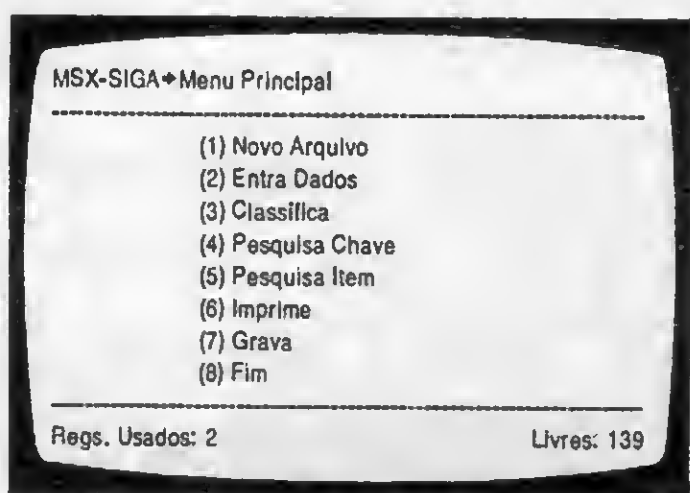 MSX-SIGA➧Menu Principal
(1) Novo Arquivo
(2) Entra Dados
(3) Classifica
(4) Pesquisa Chave
(5) Pesquisa Item
(6) Imprime
(7) Grava
(8) Fim
Regs. Usados: 2 Livres: 139